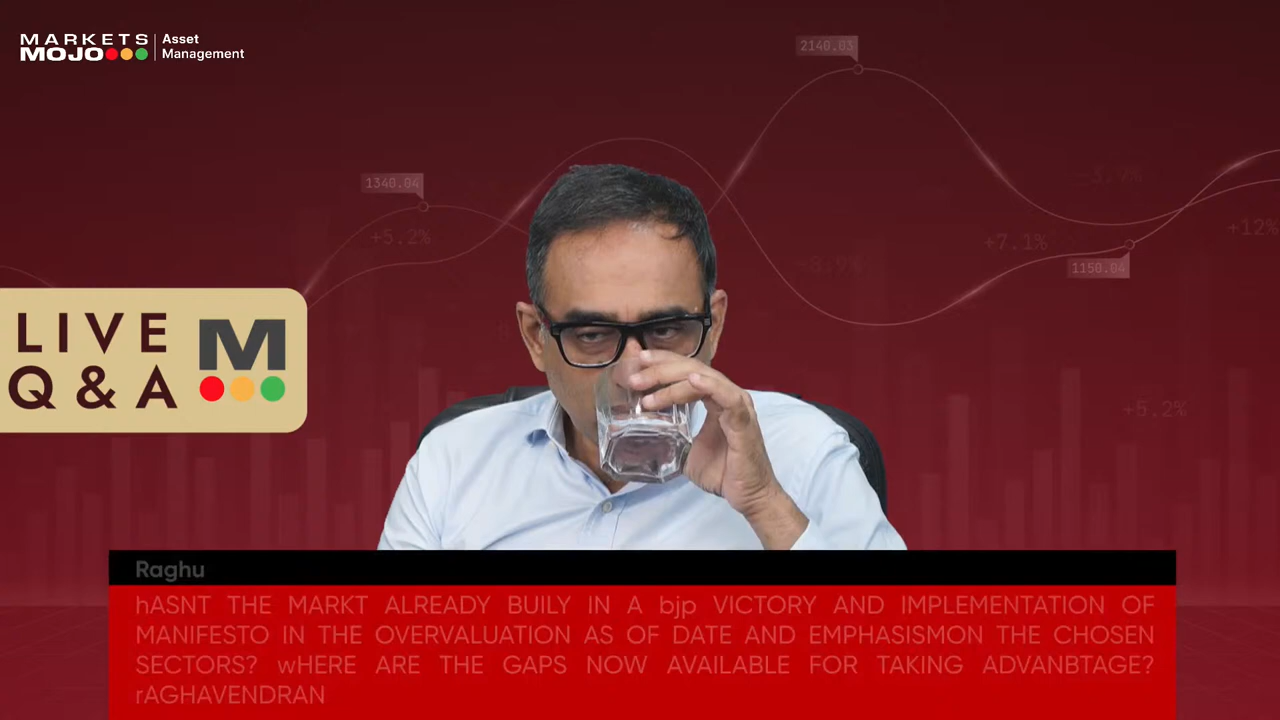 MARKETS
MOJO
Asset
Management
2140.03
1340.04
+5.2%
+7.1%
+12%
1150.04
+5.2%
LIVE
Q & A
M
Raghu
hASNT THE MARKT ALREADY BUILY IN A bjp VICTORY AND IMPLEMENTATION OF
MANIFESTO IN THE OVERVALUATION AS OF DATE AND EMPHASISMON THE CHOSEN
SECTORS? wHERE ARE THE GAPS NOW AVAILABLE FOR TAKING ADVANBTAGE?
rAGHAVENDRAN